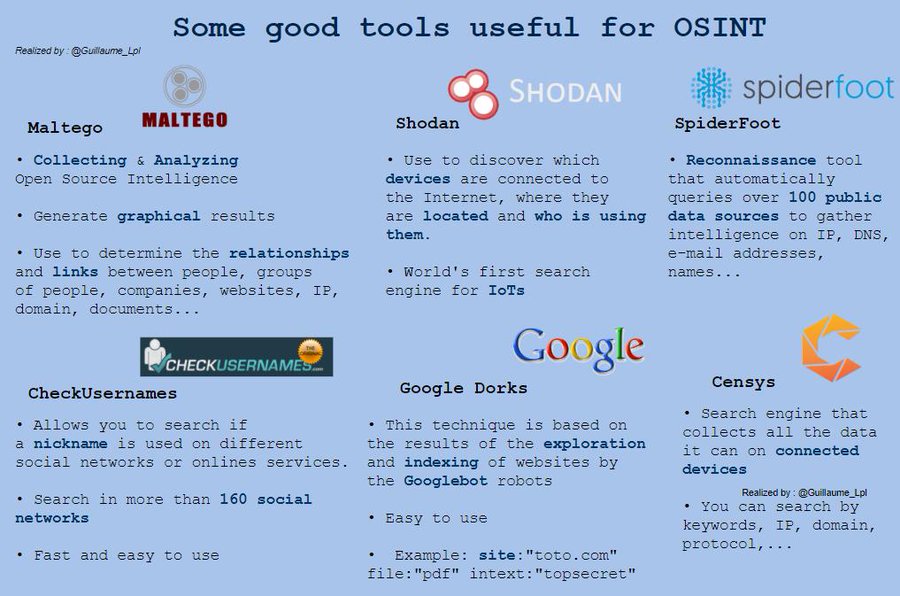 Some good tools useful for OSINT
Realized by : @Guillaume_Lpl
MALTEGO
Maltego
• Collecting & Analyzing
Open Source Intelligence
• Generate graphical results
• Use to determine the relationships
and links between people, groups
of people, companies, websites, IP,
domain, documents...
SHODAN
Shodan
• Use to discover which
devices are connected to
the Internet, where they
are located and who is using
them.
• World's first search
engine for IoTs
spiderfoot
SpiderFoot
• Reconnaissance tool
that automatically
queries over 100 public
data sources to gather
intelligence on IP, DNS,
e-mail addresses,
names...
CHECKUSERNAMES.com
THE ORIGINAL
CheckUsernames
• Allows you to search if
a nickname is used on different
social networks or onlines services.
• Search in more than 160 social
networks
• Fast and easy to use
Google
Google Dorks
• This technique is based on
the results of the exploration
and indexing of websites by
the Googlebot robots
• Easy to use
• Example: site:"toto.com"
file:"pdf" intext:"topsecret"
Censys
• Search engine that
collects all the data
it can on connected
devices
Realized by : @Guillaume_Lpl
• You can search by
keywords, IP, domain,
protocol,...